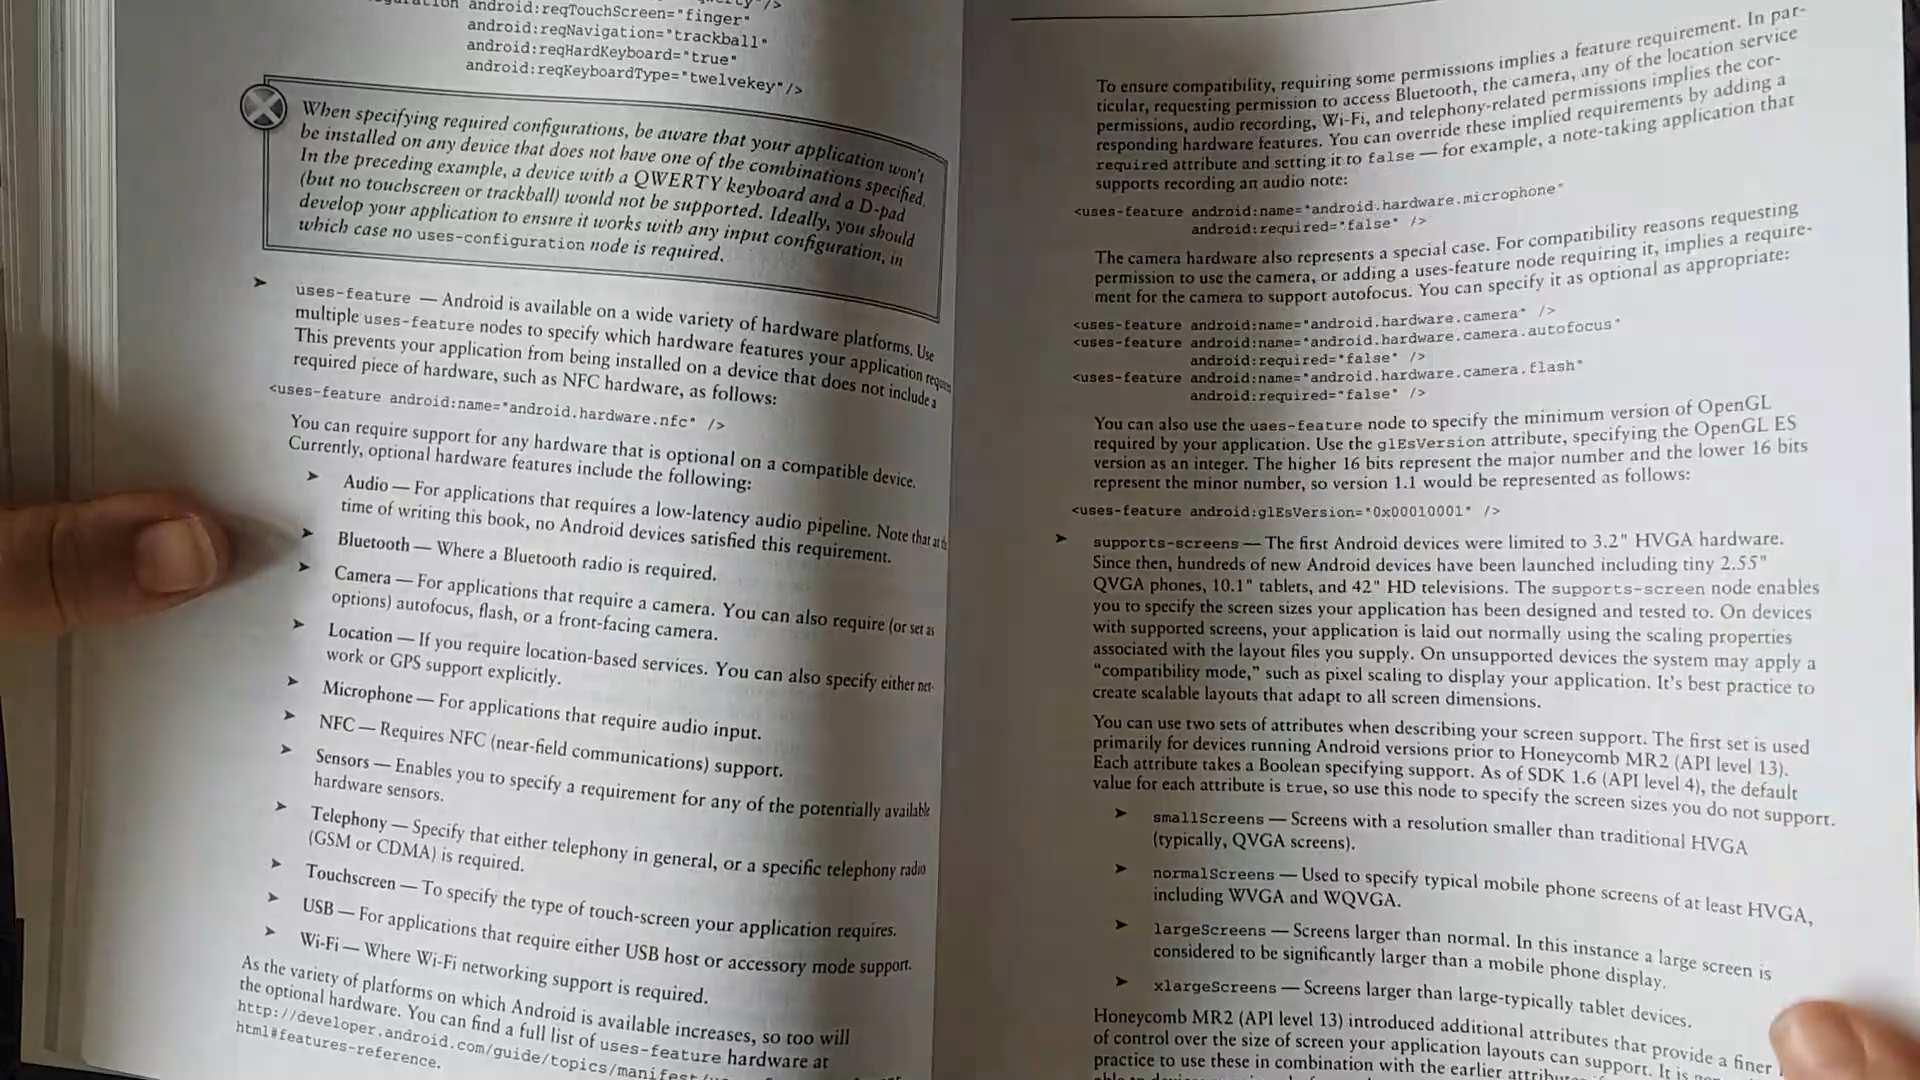 android:reqTouchScreen="finger"
android:reqNavigation="trackball"
android:reqHardKeyboard="true"
android:reqKeyboardType="twelvekey"/>
When specifying required configurations, be aware that your application won't
be installed on any device that does not have one of the combinations specified.
In the preceding example, a device with a QWERTY keyboard and a D-pad
(but no touchscreen or trackball) would not be supported. Ideally, you should
develop your application to ensure it works with any input configuration, in
which case no uses-configuration node is required.
➤ uses-feature — Android is available on a wide variety of hardware platforms. Use
multiple uses-feature nodes to specify which hardware features your application requires.
This prevents your application from being installed on a device that does not include a
required piece of hardware, such as NFC hardware, as follows:
<uses-feature android:name="android.hardware.nfc" />
You can require support for any hardware that is optional on a compatible device.
Currently, optional hardware features include the following:
➤ Audio — For applications that requires a low-latency audio pipeline. Note that at the
time of writing this book, no Android devices satisfied this requirement.
➤ Bluetooth — Where a Bluetooth radio is required.
➤ Camera — For applications that require a camera. You can also require (or set as
options) autofocus, flash, or a front-facing camera.
➤ Location — If you require location-based services. You can also specify either net-
work or GPS support explicitly.
➤ Microphone — For applications that require audio input.
➤ NFC — Requires NFC (near-field communications) support.
➤ Sensors — Enables you to specify a requirement for any of the potentially available
hardware sensors.
➤ Telephony — Specify that either telephony in general, or a specific telephony radio
(GSM or CDMA) is required.
➤ Touchscreen — To specify the type of touch-screen your application requires.
➤ USB — For applications that require either USB host or accessory mode support.
➤ Wi-Fi — Where Wi-Fi networking support is required.
As the variety of platforms on which Android is available increases, so too will
the optional hardware. You can find a full list of uses-feature hardware at
http://developer.android.com/guide/topics/manifest/
html#features-reference.
To ensure compatibility, requiring some permissions implies a feature requirement. In par-
ticular, requesting permission to access Bluetooth, the camera, any of the location service
permissions, audio recording, Wi-Fi, and telephony-related permissions implies the cor-
responding hardware features. You can override these implied requirements by adding a
required attribute and setting it to false — for example, a note-taking application that
supports recording an audio note:
<uses-feature android:name="android.hardware.microphone"
android:required="false" />
The camera hardware also represents a special case. For compatibility reasons requesting
permission to use the camera, or adding a uses-feature node requiring it, implies a require-
ment for the camera to support autofocus. You can specify it as optional as appropriate:
<uses-feature android:name="android.hardware.camera" />
<uses-feature android:name="android.hardware.camera.autofocus"
android:required="false" />
<uses-feature android:name="android.hardware.camera.flash"
android:required="false" />
You can also use the uses-feature node to specify the minimum version of OpenGL
required by your application. Use the glEsVersion attribute, specifying the OpenGL ES
version as an integer. The higher 16 bits represent the major number and the lower 16 bits
represent the minor number, so version 1.1 would be represented as follows:
<uses-feature android:glEsVersion="0x00010001" />
➤ supports-screens — The first Android devices were limited to 3.2" HVGA hardware.
Since then, hundreds of new Android devices have been launched including tiny 2.55"
QVGA phones, 10.1" tablets, and 42" HD televisions. The supports-screen node enables
you to specify the screen sizes your application has been designed and tested to. On devices
with supported screens, your application is laid out normally using the scaling properties
associated with the layout files you supply. On unsupported devices the system may apply a
“compatibility mode,” such as pixel scaling to display your application. It's best practice to
create scalable layouts that adapt to all screen dimensions.
You can use two sets of attributes when describing your screen support. The first set is used
primarily for devices running Android versions prior to Honeycomb MR2 (API level 13).
Each attribute takes a Boolean specifying support. As of SDK 1.6 (API level 4), the default
value for each attribute is true, so use this node to specify the screen sizes you do not support.
➤ smallScreens — Screens with a resolution smaller than traditional HVGA
(typically, QVGA screens).
➤ normalScreens — Used to specify typical mobile phone screens of at least HVGA,
including WVGA and WQVGA.
➤ largeScreens — Screens larger than normal. In this instance a large screen is
considered to be significantly larger than a mobile phone display.
➤ xlargeScreens — Screens larger than large-typically tablet devices.
Honeycomb MR2 (API level 13) introduced additional attributes that provide a finer
of control over the size of screen your application layouts can support. It is
practice to use these in combination with the earlier